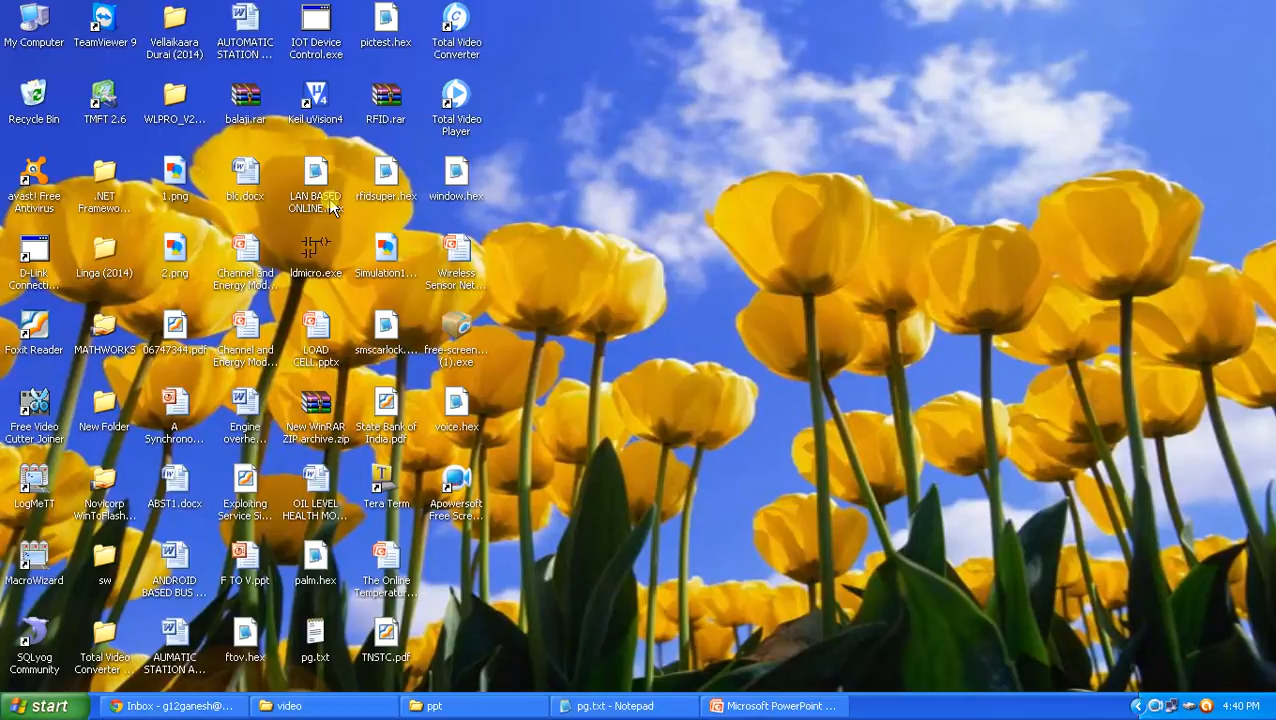 My Computer
TeamViewer 9
Vellaikaara
Durai (2014)
AUTOMATIC
STATION ...
IOT Device
Control.exe
pictest.hex
Total Video
Converter
Recycle Bin
TMFT 2.6
WLPRO_V2...
balaji.rar
Keil uVision4
RFID.rar
Total Video
Player
avast! Free
Antivirus
.NET
Framewo...
1.png
blc.docx
LAN BASED
ONLINE.hex
rfidsuper.hex
window.hex
D-Link
Connecti...
Linga (2014)
2.png
Channel and
Energy Mod...
ldmicro.exe
Simulation1...
Wireless
Sensor Net...
Foxit Reader
MATHWORKS
06747344.pdf
Channel and
Energy Mod...
LOAD
CELL.pptx
smscarlock....
free-screen...
(1).exe
Free Video
Cutter Joiner
New Folder
A
Synchrono...
Engine
overhe...
New WinRAR
ZIP archive.zip
State Bank of
India.pdf
voice.hex
LogMeTT
Novicorp
WinToFlash...
ABST1.docx
Exploiting
Service Si...
OIL LEVEL
HEALTH MO...
Tera Term
Apowersoft
Free Scre...
MacroWizard
sw
ANDROID
BASED BUS ...
F TO V.ppt
palm.hex
The Online
Temperatur...
SQLyog
Community
Total Video
Converter ...
AUMATIC
STATION A...
ftov.hex
pg.txt
TNSTC.pdf
start
Inbox - g12ganesh@...
video
ppt
pg.txt - Notepad
Microsoft PowerPoint ...
4:40 PM